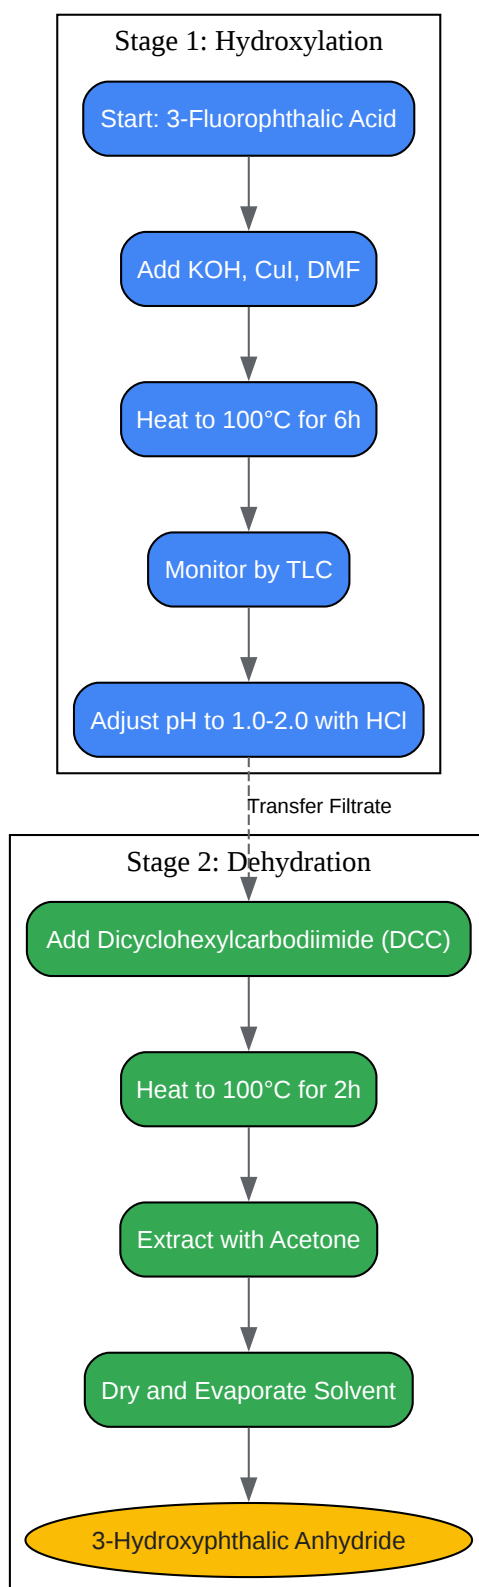 Stage 1: Hydroxylation
Start: 3-Fluorophthalic Acid
Add KOH, CuI, DMF
Heat to 100°C for 6h
Monitor by TLC
Adjust pH to 1.0-2.0 with HCl
Transfer Filtrate
Stage 2: Dehydration
Add Dicyclohexylcarbodiimide (DCC)
Heat to 100°C for 2h
Extract with Acetone
Dry and Evaporate Solvent
3-Hydroxyphthalic Anhydride